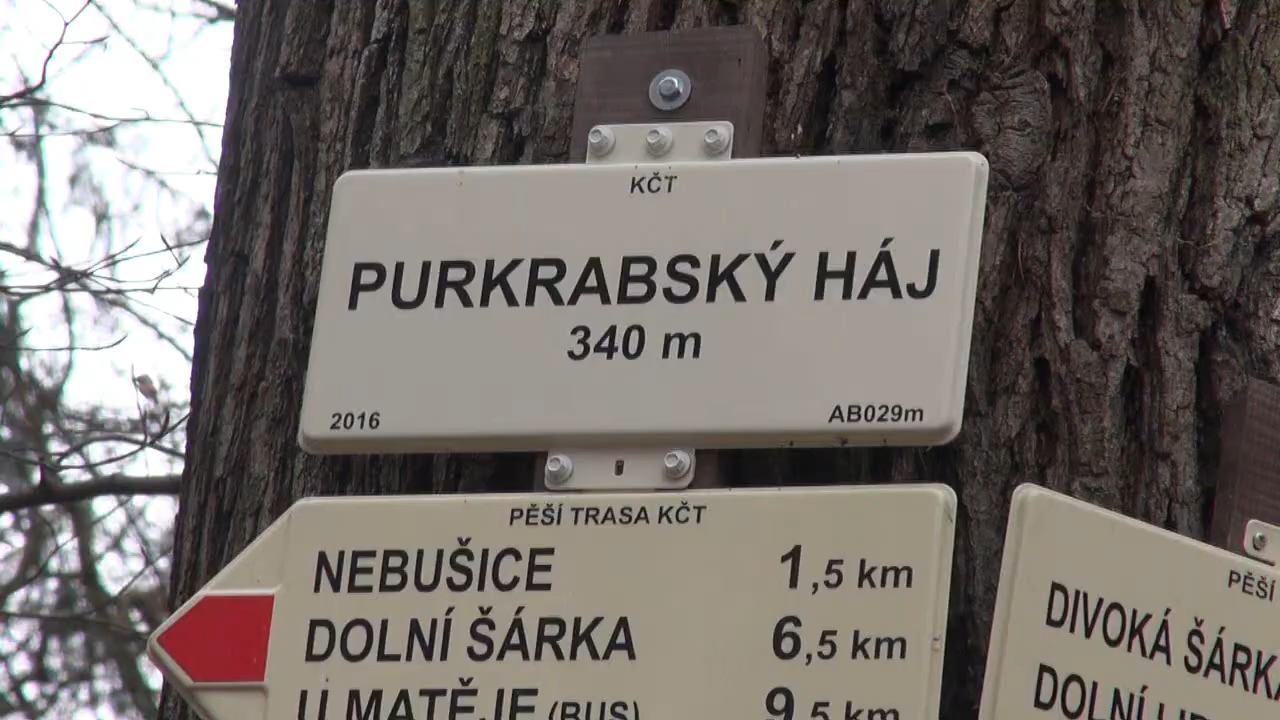 KČT
PURKRABSKÝ HÁJ
340 m
2016 AB029m
PĚŠÍ TRASA KČT
NEBUŠICE 1,5 km
DOLNÍ ŠÁRKA 6,5 km
U MATĚJE (BUS) 9,5 km
PĚŠÍ
DIVOKÁ ŠÁRKA
DOLNÍ